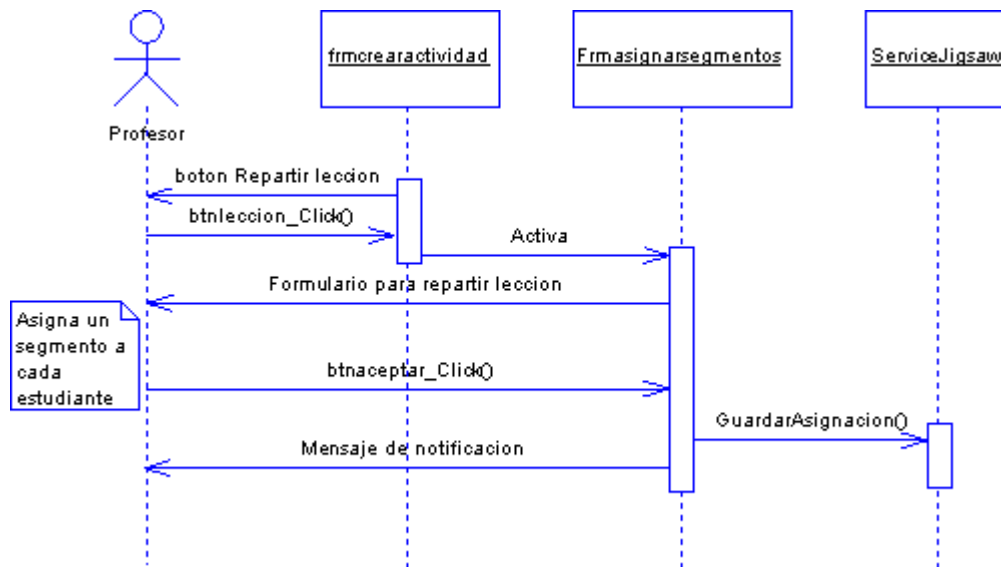 frmcrearactividad
Frmasignarsegmentos
ServiceJigsaw
Profesor
boton Repartir leccion
btnleccion_Click()
Activa
Formulario para repartir leccion
Asigna un
segmento a
cada
estudiante
btnaceptar_Click()
GuardarAsignacion()
Mensaje de notificacion